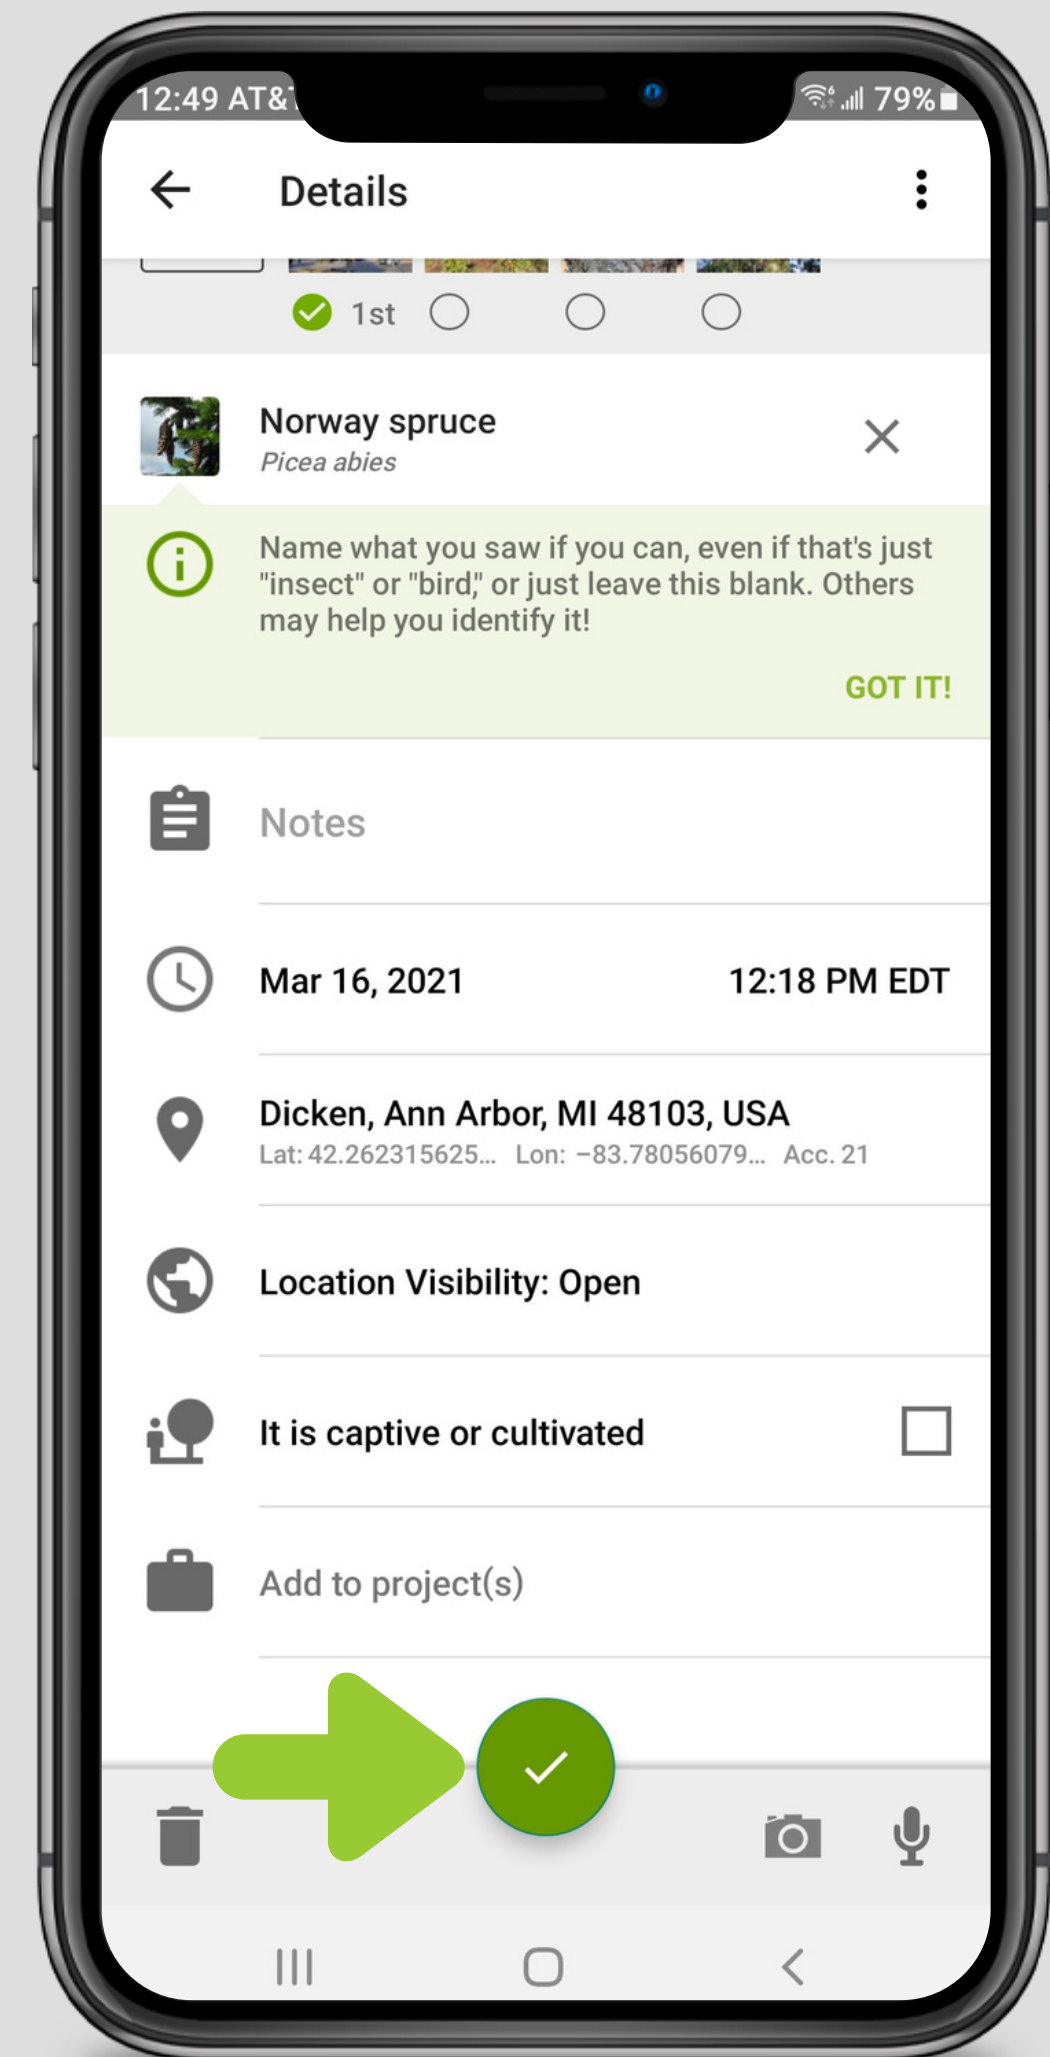 12:49 AT&
79%
Details
1st
Norway spruce
Picea abies
Name what you saw if you can, even if that's just
"insect" or "bird," or just leave this blank. Others
may help you identify it!
GOT IT!
Notes
Mar 16, 2021 12:18 PM EDT
Dicken, Ann Arbor, MI 48103, USA
Lat: 42.262315625... Lon: −83.78056079... Acc. 21
Location Visibility: Open
It is captive or cultivated
Add to project(s)